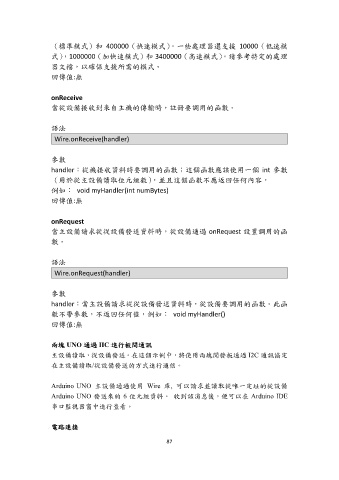 （標準模式）和 400000（快速模式）。一些處理器還支援 10000（低速模
式），1000000（加快速模式）和 3400000（高速模式）。請參考特定的處理
器文檔，以確保支援所需的模式。
回傳值:無
onReceive
當從設備接收到來自主機的傳輸時，註冊要調用的函數。
語法
Wire.onReceive(handler)
參數
handler：從機接收資料時要調用的函數；這個函數應該使用一個 int 參數
（用於從主設備讀取位元組數），並且這個函數不應返回任何內容。
例如： void myHandler(int numBytes)
回傳值:無
onRequest
當主設備請求從從設備發送資料時，從設備通過 onRequest 設置調用的函
數。
語法
Wire.onRequest(handler)
參數
handler：當主設備請求從從設備發送資料時，從設備要調用的函數。此函
數不帶參數，不返回任何值，例如： void myHandler()
回傳值:無
兩塊 UNO 通過 IIC 進行板間通訊
主設備讀取，從設備發送。在這個示例中，將使用兩塊開發板通過 I2C 通訊協定
在主設備讀取/從設備發送的方式進行通信。
Arduino UNO 主設備通過使用 Wire 庫, 可以請求並讀取從唯一定址的從設備
Arduino UNO 發送來的 6 位元組資料。 收到該消息後，便可以在 Arduino IDE
串口監視器窗中進行查看。
電路連接
87